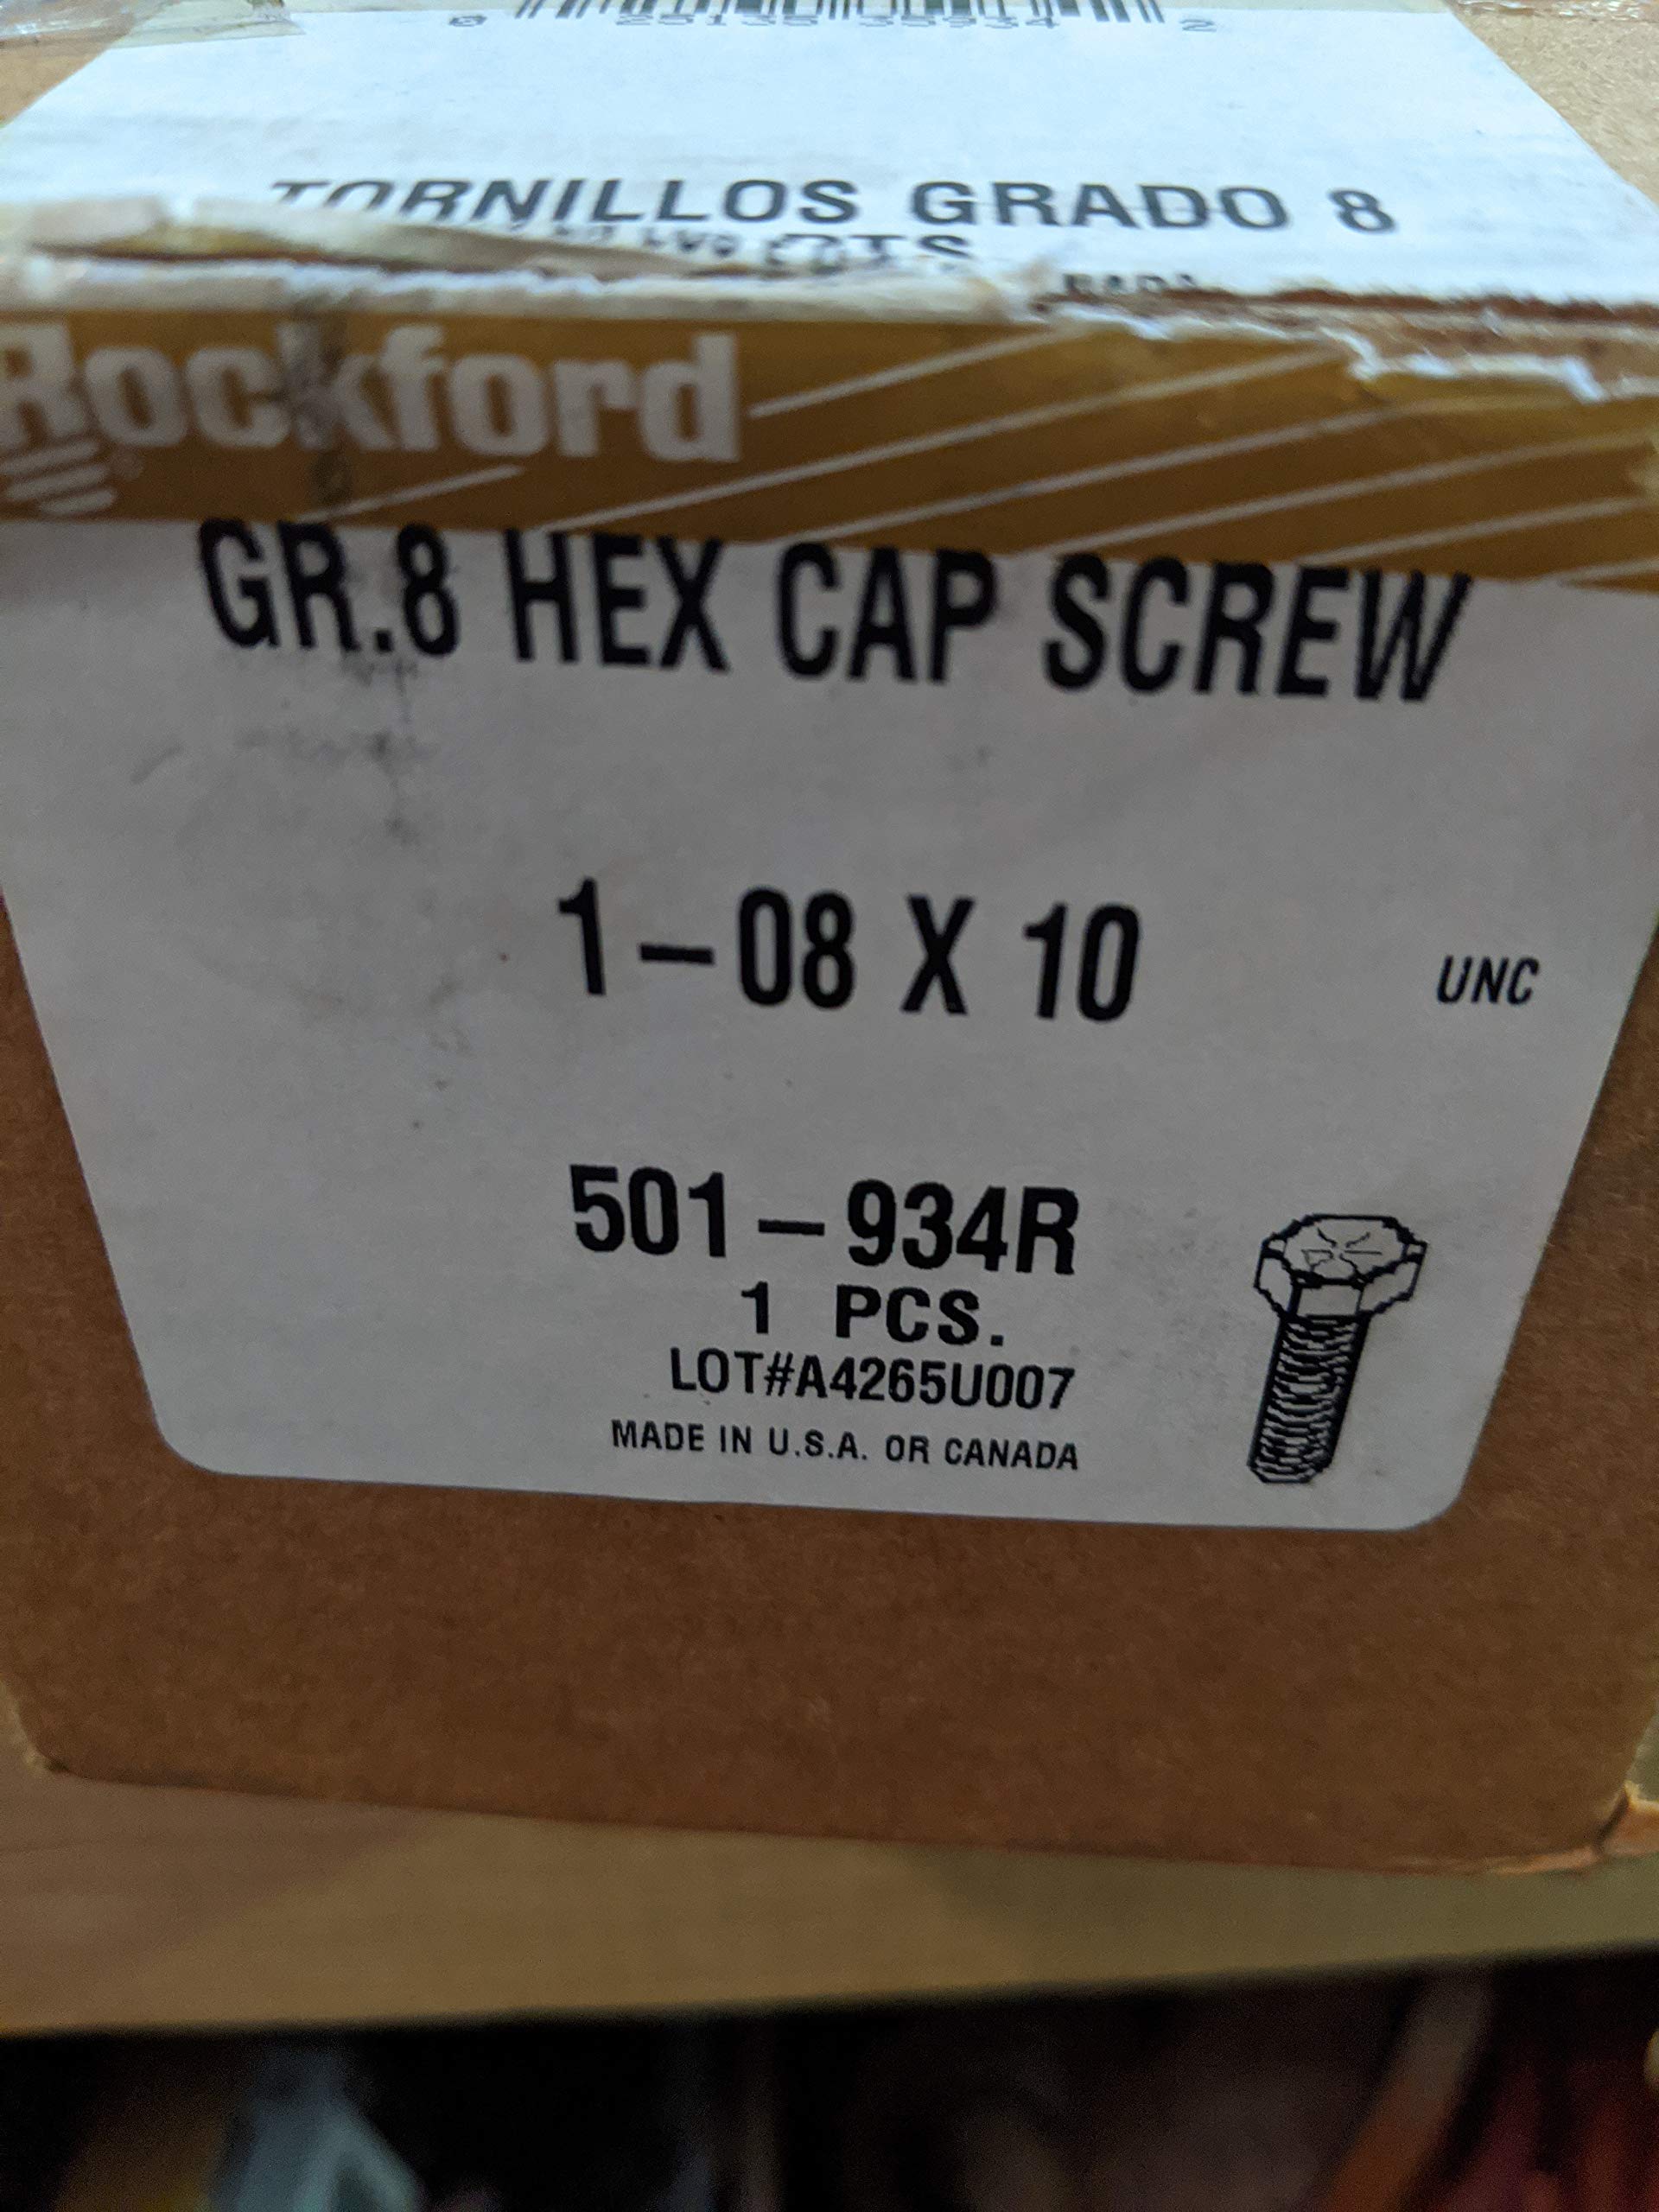 TORNILLOS GRADO 8
Rockford
GR.8 HEX CAP SCREW
1-08 X 10
UNC
501-934R
1 PCS.
LOT#A4265U007
MADE IN U.S.A. OR CANADA